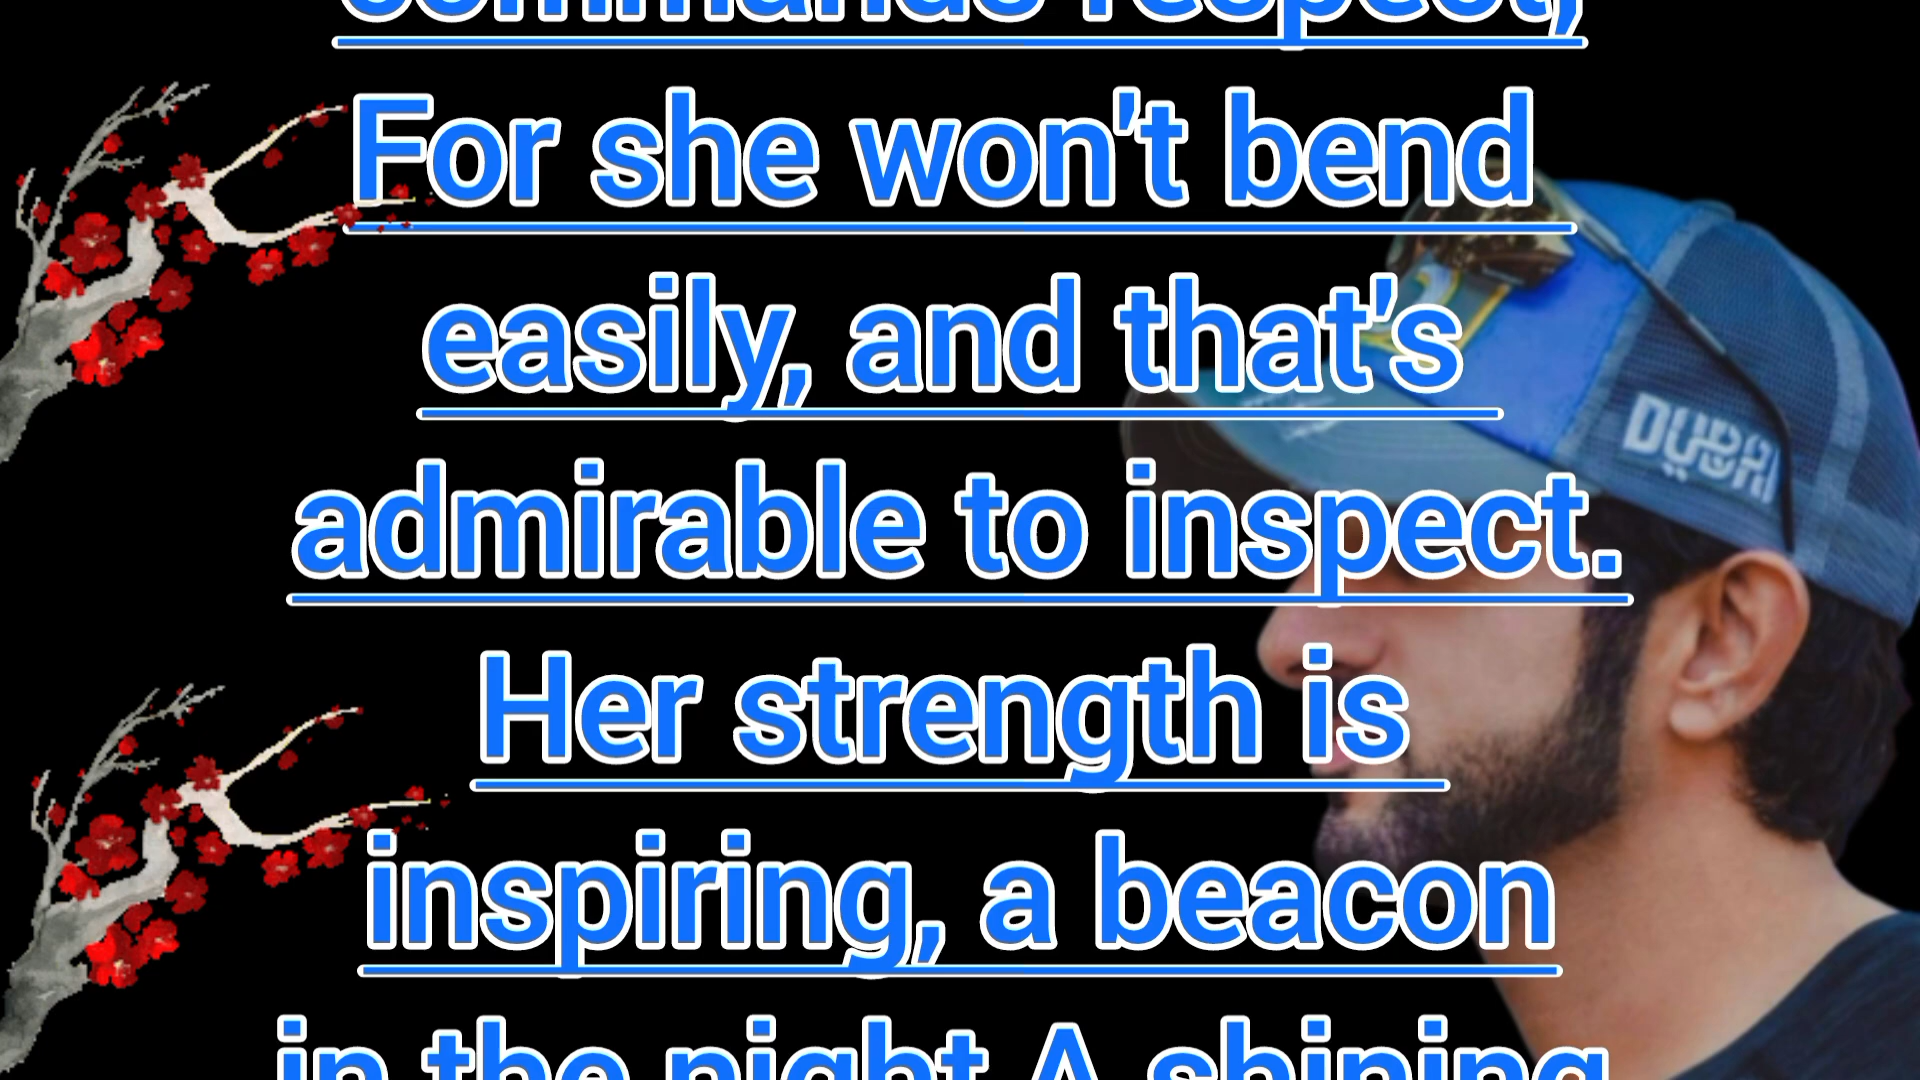 commands respect,
For she won't bend
easily, and that's
admirable to inspect.
Her strength is
inspiring, a beacon
in the night A shining
DUBAI